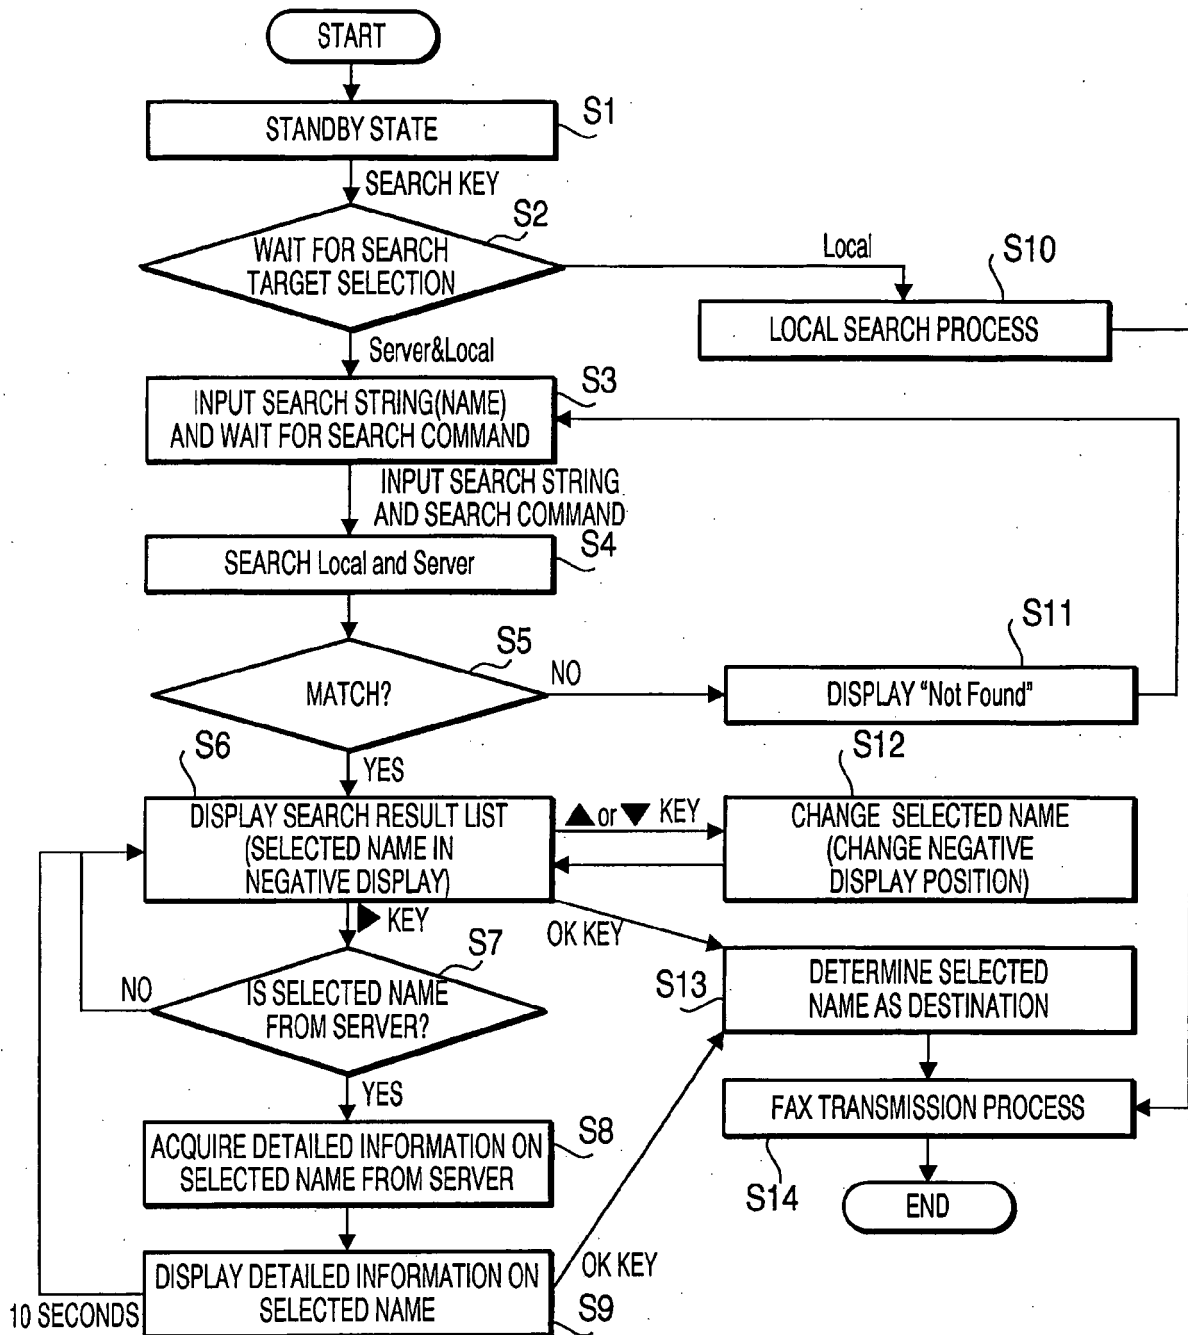 START
STANDBY STATE
S1
SEARCH KEY
S2
WAIT FOR SEARCH
TARGET SELECTION
Local
S10
LOCAL SEARCH PROCESS
Server&Local
S3
INPUT SEARCH STRING(NAME)
AND WAIT FOR SEARCH COMMAND
INPUT SEARCH STRING
AND SEARCH COMMAND
S4
SEARCH Local and Server
S5
MATCH?
NO
S11
DISPLAY "Not Found"
YES
S6
DISPLAY SEARCH RESULT LIST
(SELECTED NAME IN
NEGATIVE DISPLAY)
▲ or ▼ KEY
S12
CHANGE SELECTED NAME
(CHANGE NEGATIVE
DISPLAY POSITION)
▶ KEY
OK KEY
S7
IS SELECTED NAME
FROM SERVER?
NO
S13
DETERMINE SELECTED
NAME AS DESTINATION
YES
FAX TRANSMISSION PROCESS
S14
S8
ACQUIRE DETAILED INFORMATION ON
SELECTED NAME FROM SERVER
END
DISPLAY DETAILED INFORMATION ON
SELECTED NAME
OK KEY
S9
10 SECONDS